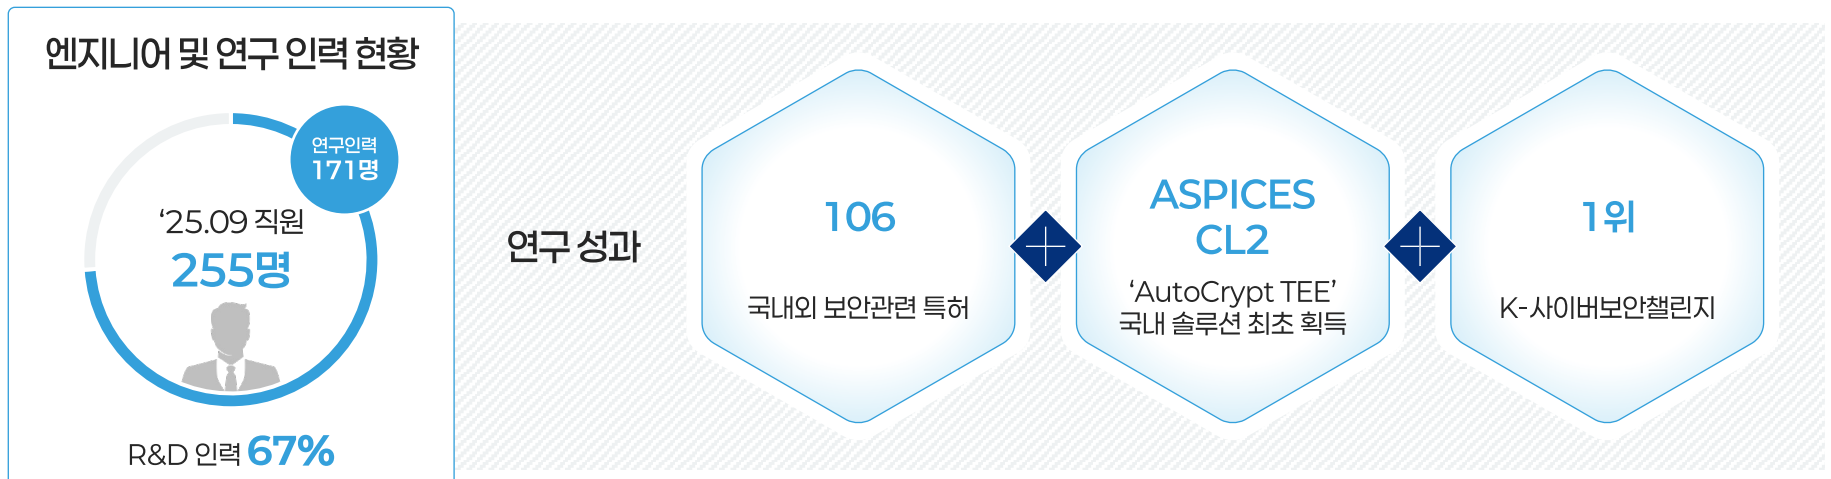 엔지니어 및 연구 인력 현황
연구인력
171명
‘25.09 직원
255명
R&D 인력 67%
연구 성과
106
국내외 보안관련 특허
ASPICES
CL2
‘AutoCrypt TEE’
국내 솔루션 최초 획득
1위
K-사이버보안챌린지